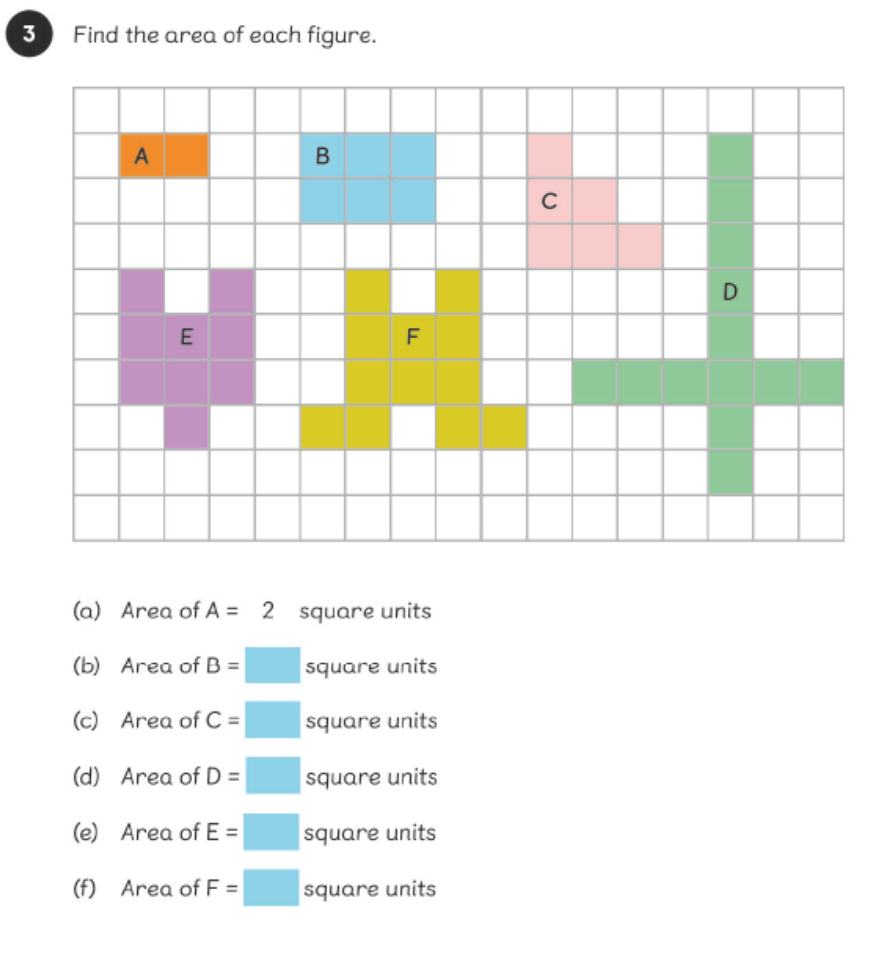 3 Find the area of each figure.
A B
C
D
E F
(a) Area of A = 2 square units
(b) Area of B = square units
(c) Area of C = square units
(d) Area of D = square units
(e) Area of E = square units
(f) Area of F = square units